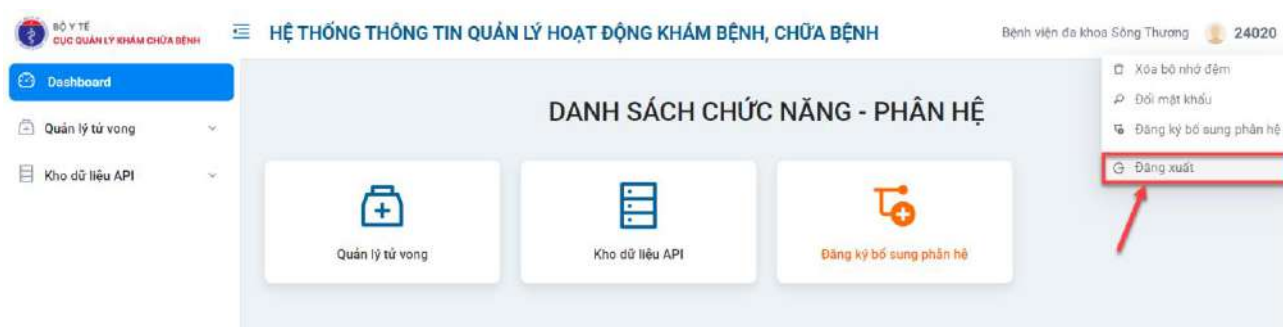 BỘ Y TẾ
CỤC QUẢN LÝ KHÁM CHỮA BỆNH
HỆ THỐNG THÔNG TIN QUẢN LÝ HOẠT ĐỘNG KHÁM BỆNH, CHỮA BỆNH
Bệnh viện đa khoa Sông Thương
24020
Dashboard
Quản lý tử vong
Kho dữ liệu API
Xóa bộ nhớ đệm
Đổi mật khẩu
Đăng ký bổ sung phân hệ
Đăng xuất
DANH SÁCH CHỨC NĂNG - PHÂN HỆ
Quản lý tử vong
Kho dữ liệu API
Đăng ký bổ sung phân hệ